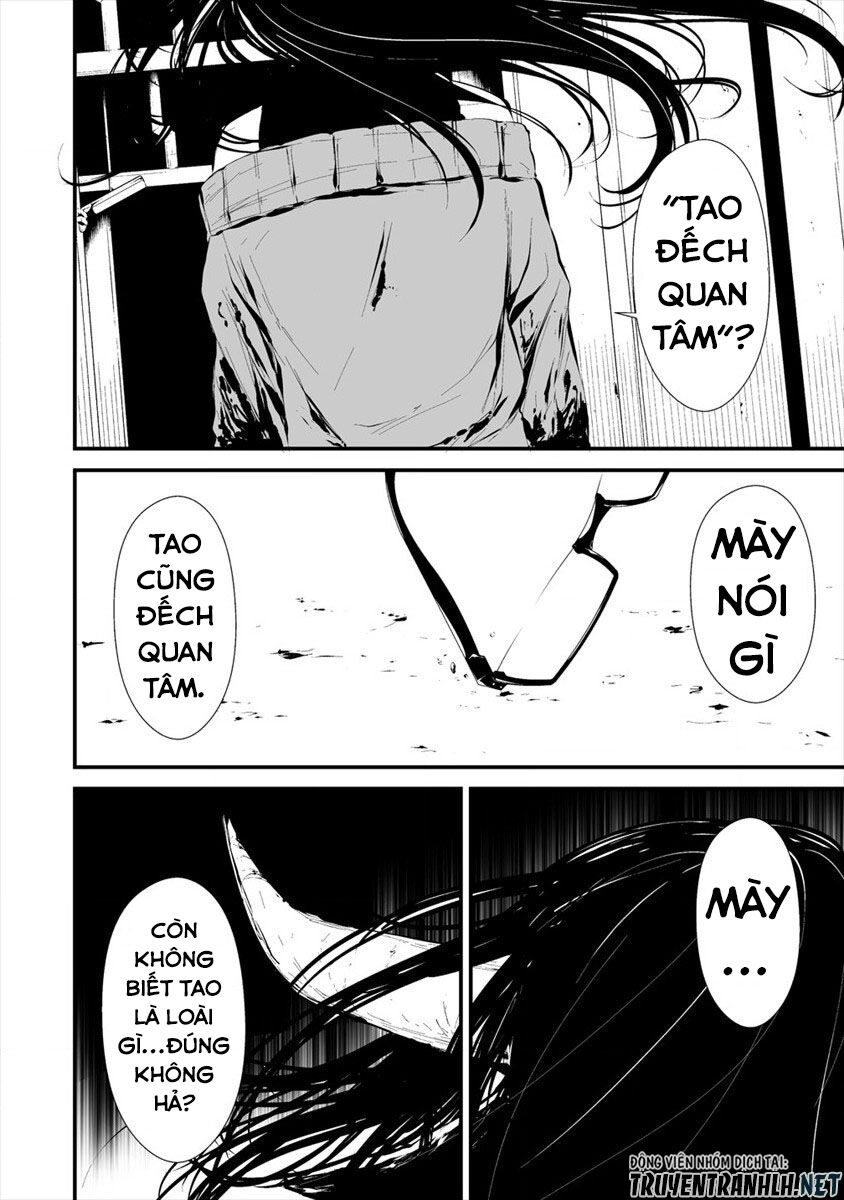 "TAO
ĐẾCH
QUAN
TÂM"?
MÀY
NÓI
GÌ
TAO
CŨNG
ĐẾCH
QUAN
TÂM.
MÀY
...
CÒN
KHÔNG
BIẾT TAO
LÀ LOÀI
GÌ...ĐÚNG
KHÔNG
HẢ?
ĐỘNG VIÊN NHÓM DỊCH TẠI:
TRUYENTRANHLH.NET